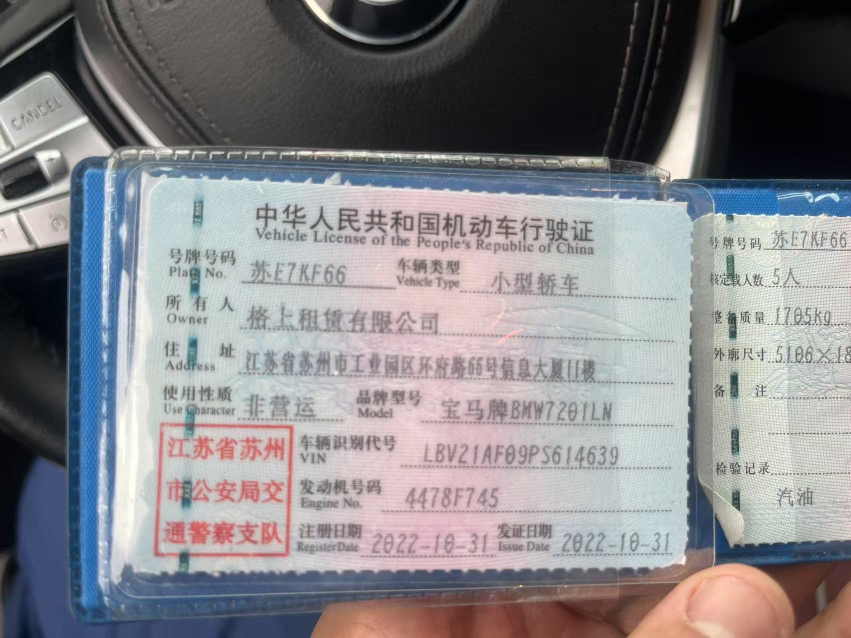 CANCEL
中华人民共和国机动车行驶证
Vehicle License of the People's Republic of China
号牌号码 苏E7KF66 车辆类型 小型轿车
Plate No. Vehicle Type
所有人 格上租赁有限公司
Owner
住址 江苏省苏州市工业园区环府路66号信息大厦11楼
Address
使用性质 非营运 品牌型号 宝马牌BMW7201LN
Use Character Model
江苏省苏州
市公安局交
通警察支队
车辆识别代号 LBV21AF09PS614639
VIN
发动机号码 4478F745
Engine No.
注册日期 2022-10-31 发证日期 2022-10-31
Register Date Issue Date
号牌号码 苏E7KF66
核定载人数 5人
整备质量 1705kg
外廓尺寸 5106×18
备注
检验记录
汽油